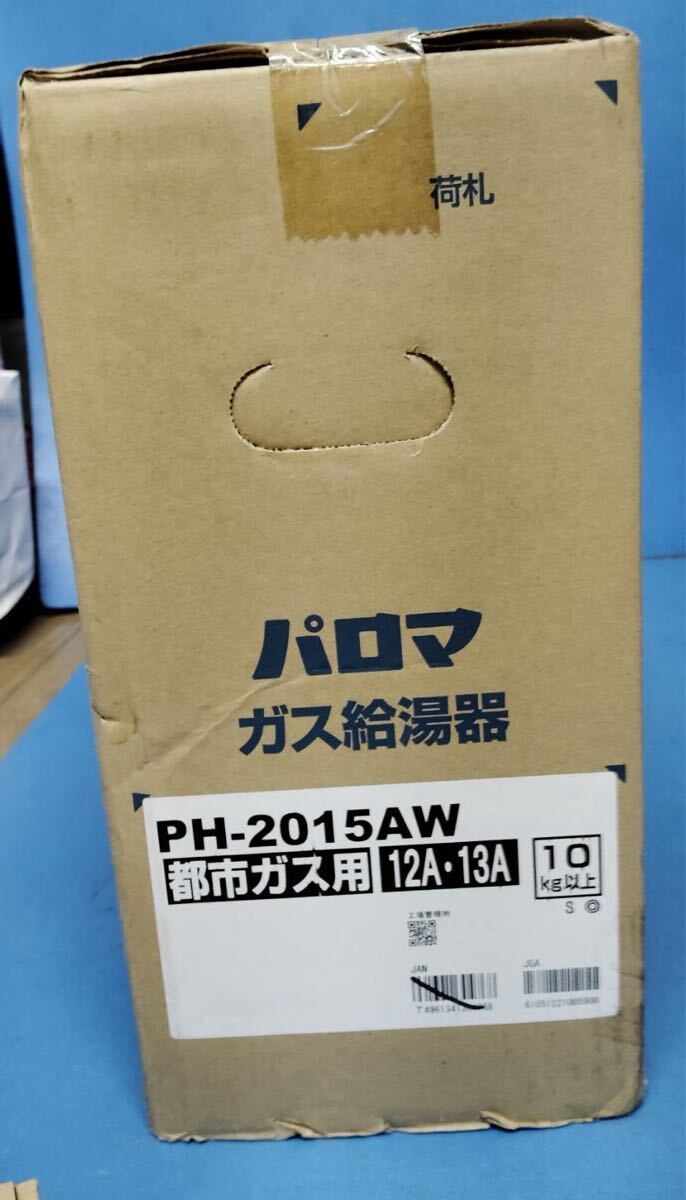 荷札
パロマ
ガス給湯器
PH-2015AW
都市ガス用 12A・13A
10
kg以上
S ©
工場管理用
JAN
JGA